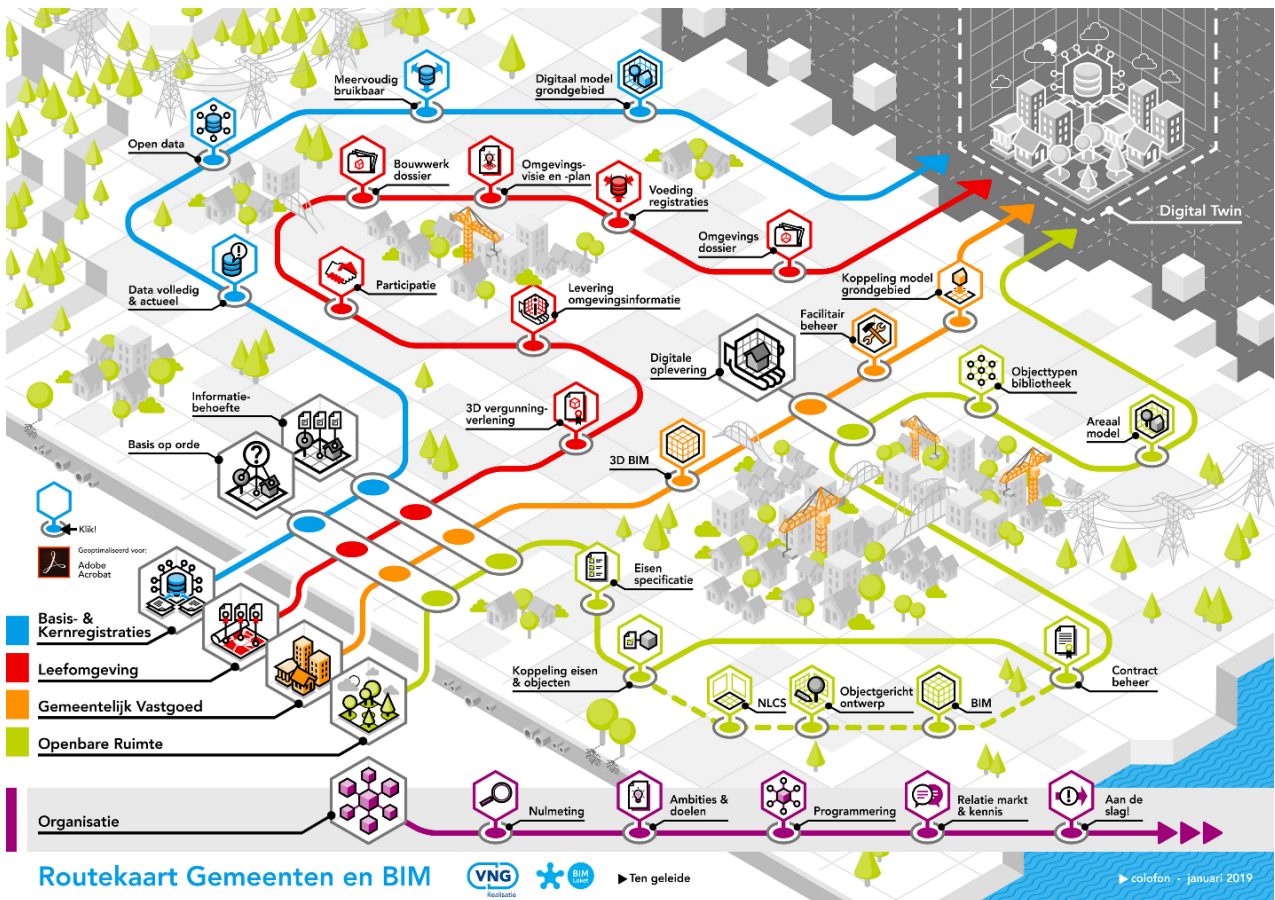 Meervoudig
bruikbaar
Digitaal model
grondgebied
Open data
Bouwwerk
dossier
Omgevings-
visie en -plan
Voeding
registraties
Digital Twin
Omgevings
dossier
Data volledig
& actueel
Participatie
Levering
omgevingsinformatie
Koppeling model
grondgebied
Facilitair
beheer
Digitale
oplevering
Objecttypen
bibliotheek
Informatie-
behoefte
3D vergunning-
verlening
Areaal
model
Basis op orde
?
3D BIM
Klik!
Geoptimaliseerd voor:
Adobe
Acrobat
Eisen
specificatie
Basis- &
Kernregistraties
Leefomgeving
Koppeling eisen
& objecten
NLCS
Objectgericht
ontwerp
BIM
Contract
beheer
Gemeentelijk Vastgoed
Openbare Ruimte
Organisatie
Nulmeting
Ambities &
doelen
Programmering
Relatie markt
& kennis
Aan de
slag!
Routekaart Gemeenten en BIM
VNG
Realisatie
BIM
Loket
Ten geleide
colofon - januari 2019